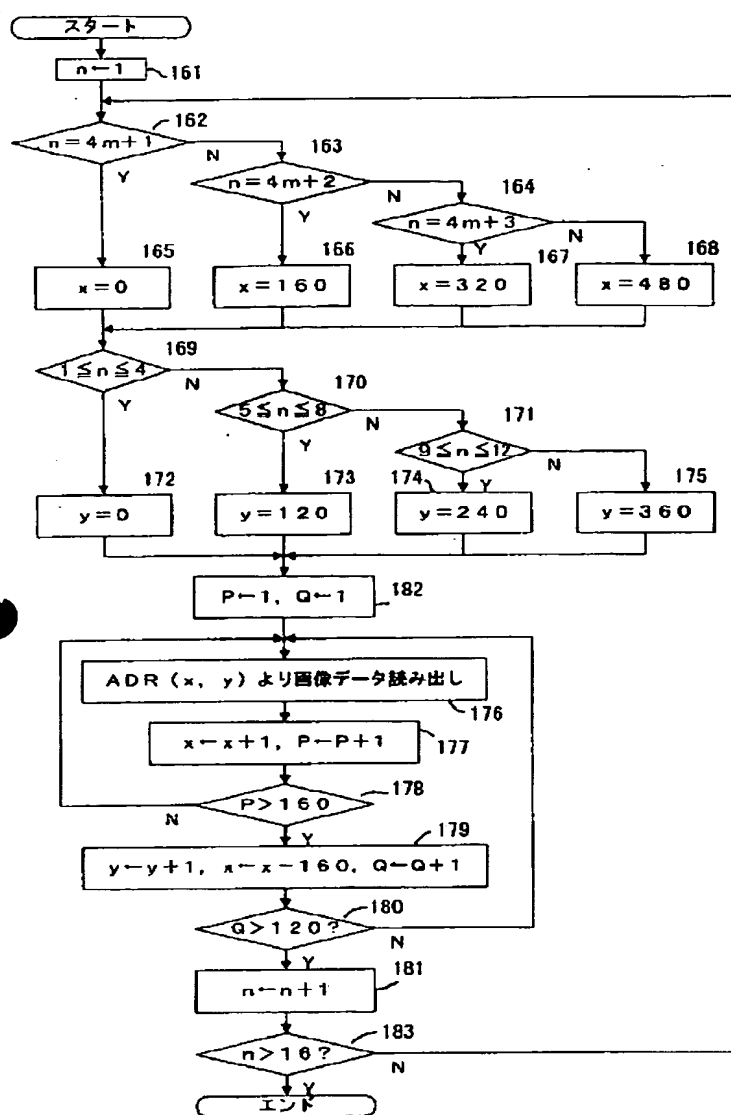 スタート
n←1
161
162
n=4m+1
N
Y
163
n=4m+2
N
Y
164
n=4m+3
N
Y
165
x=0
166
x=160
167
x=320
168
x=480
169
1≦n≦4
N
Y
170
5≦n≦8
N
Y
171
9≦n≦12
N
Y
172
y=0
173
y=120
174
y=240
175
y=360
P←1, Q←1
182
ADR(x, y)より画像データ読み出し
176
x←x+1, P←P+1
177
P>160
178
N
Y
179
y←y+1, x←x-160, Q←Q+1
Q>120?
180
N
Y
181
n←n+1
183
n>16?
N
Y
エンド